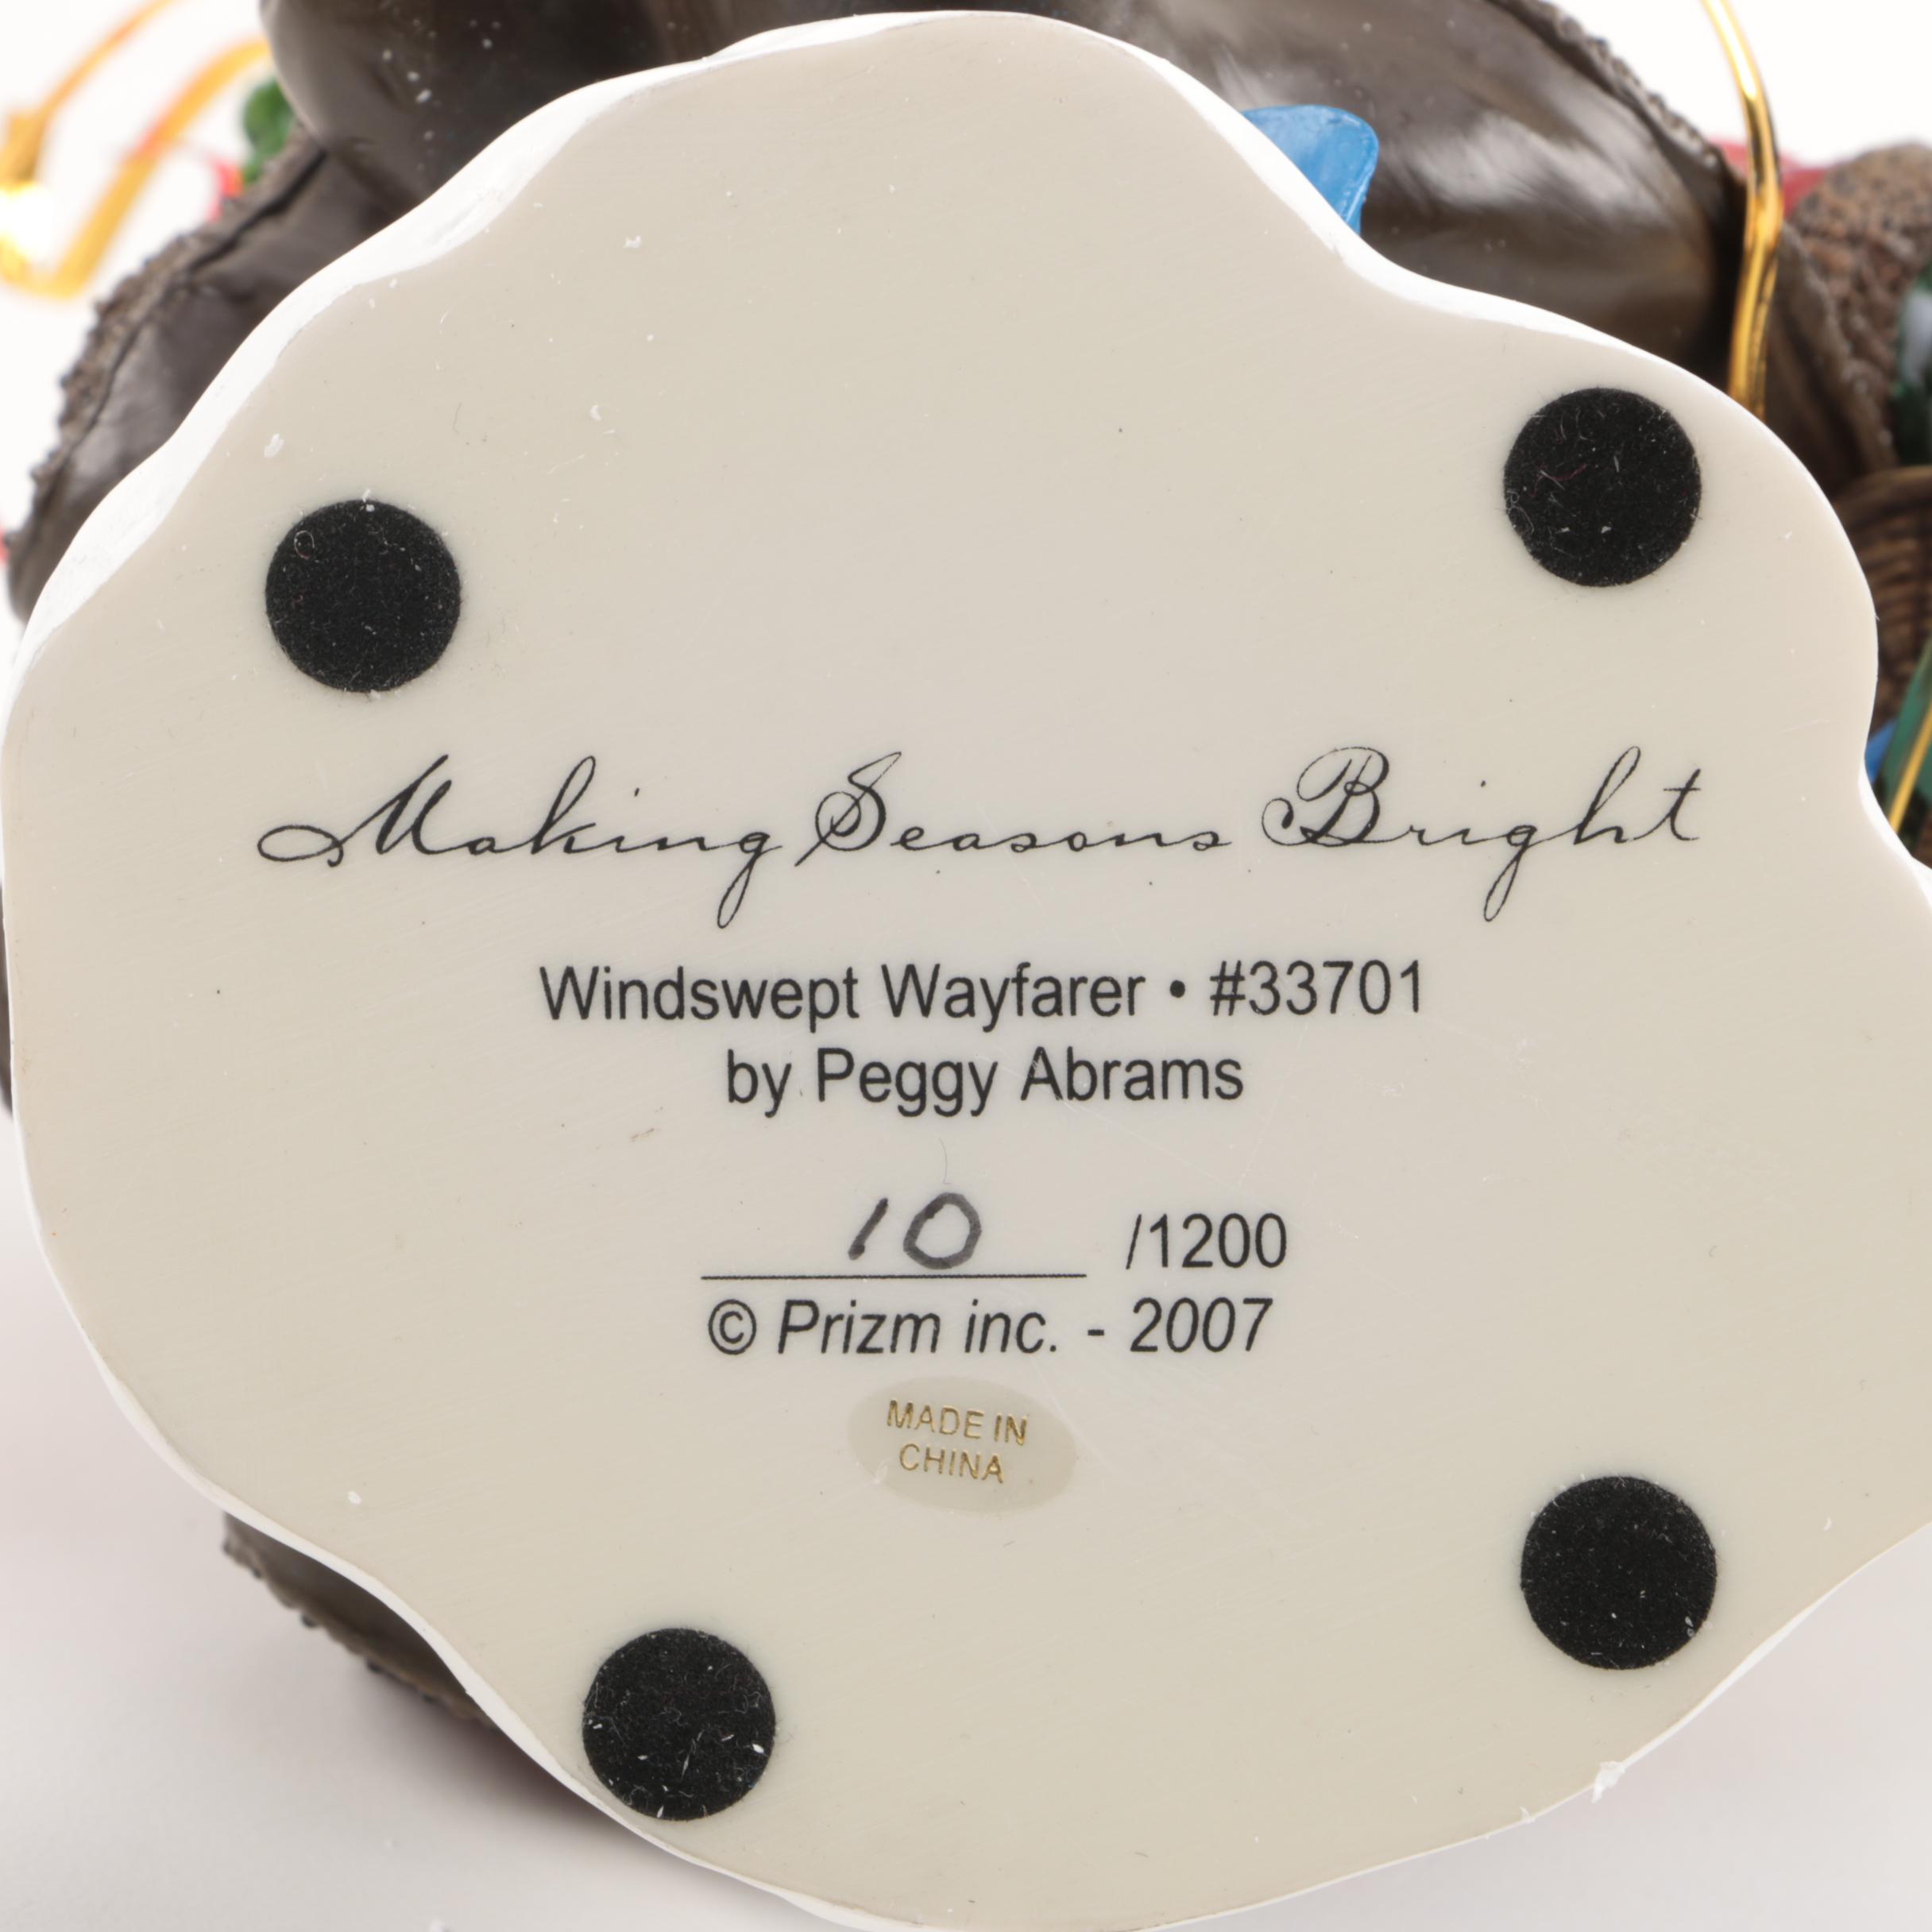 Making Seasons Bright
Windswept Wayfarer • #33701
by Peggy Abrams
10 /1200
© Prizm inc. - 2007
MADE IN
CHINA